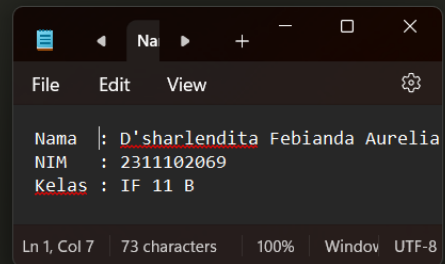 Na
File Edit View
Nama : D'sharlendita Febianda Aurelia
NIM : 2311102069
Kelas : IF 11 B
Ln 1, Col 7 73 characters 100% Window UTF-8